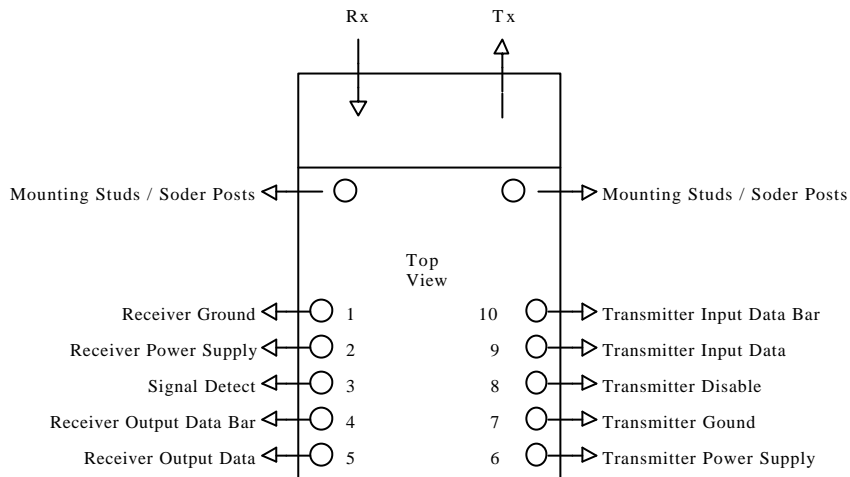 Rx Tx
Mounting Studs / Soder Posts Mounting Studs / Soder Posts
Top
View
Receiver Ground 1 10 Transmitter Input Data Bar
Receiver Power Supply 2 9 Transmitter Input Data
Signal Detect 3 8 Transmitter Disable
Receiver Output Data Bar 4 7 Transmitter Gound
Receiver Output Data 5 6 Transmitter Power Supply